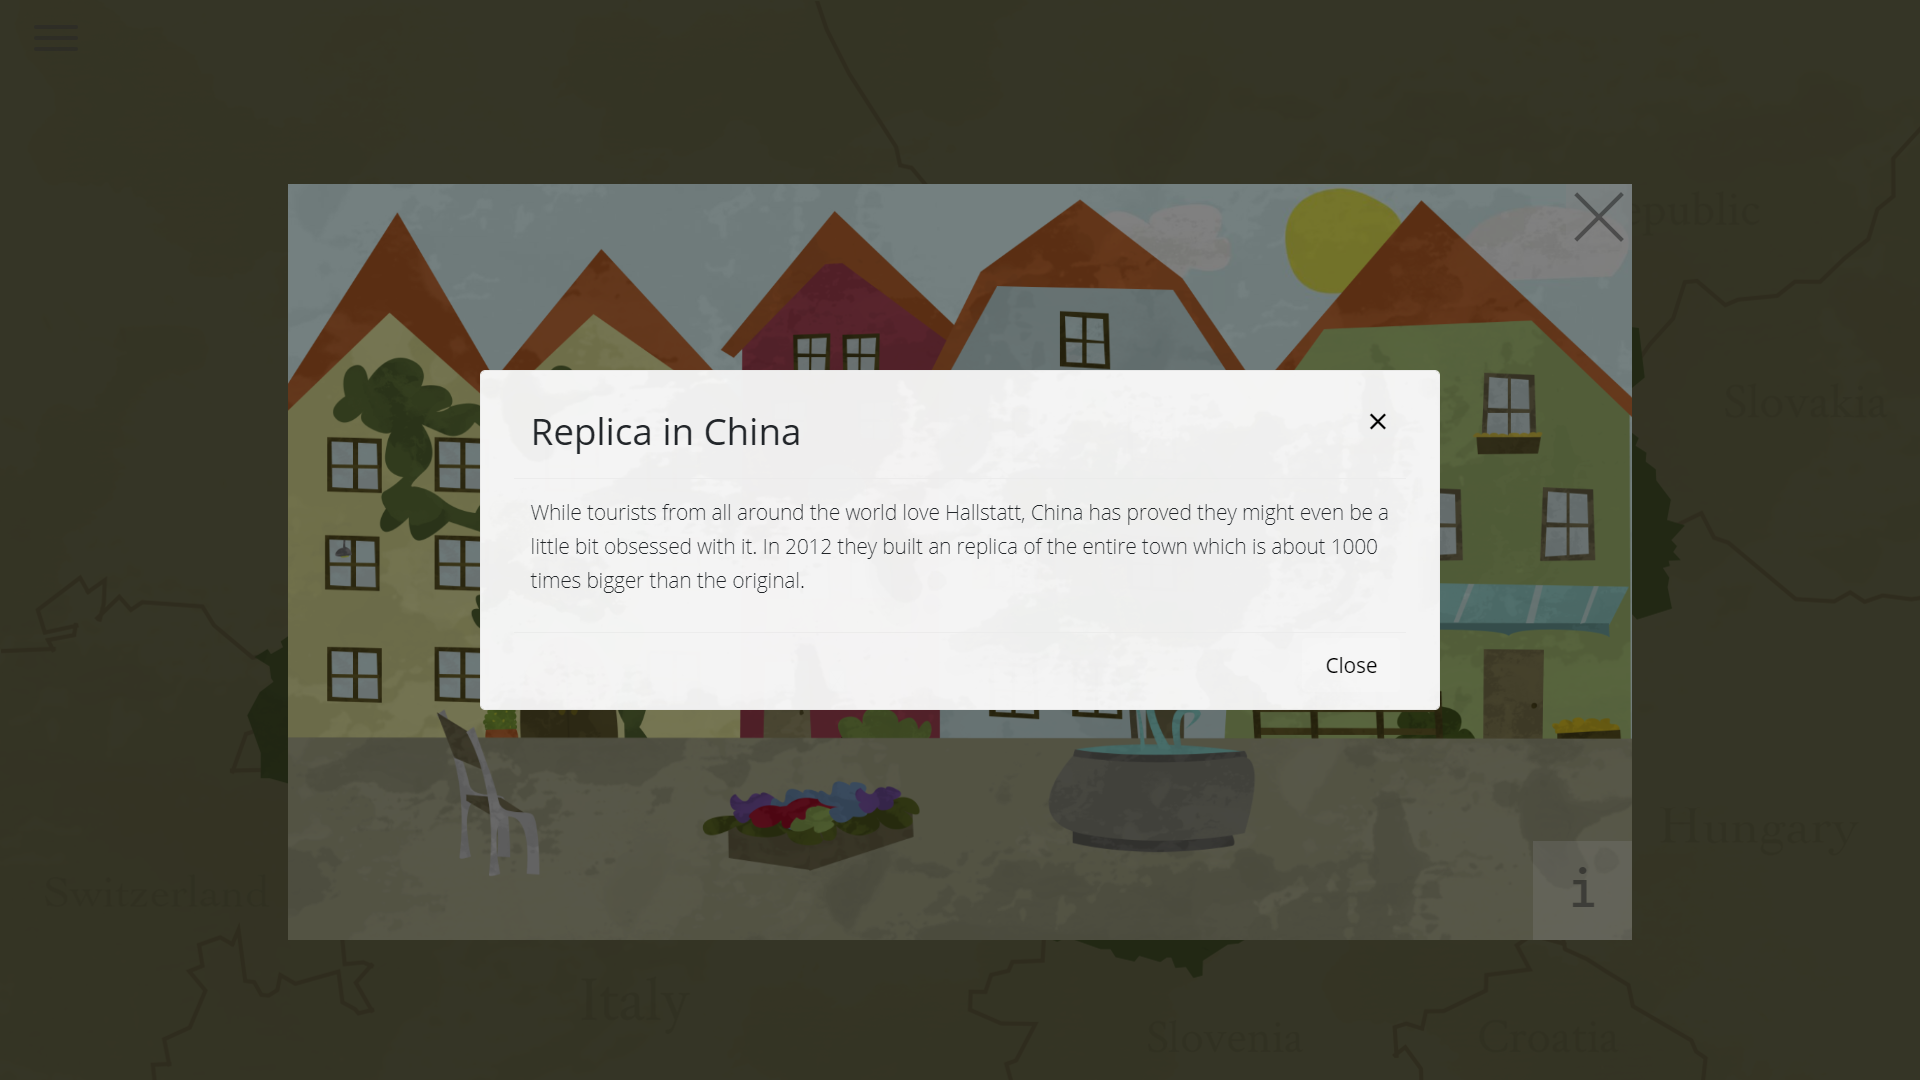 epublic
Slovakia
Replica in China
While tourists from all around the world love Hallstatt, China has proved they might even be a
little bit obsessed with it. In 2012 they built an replica of the entire town which is about 1000
times bigger than the original.
Close
Hungary
Switzerland
i
Italy
Slovenia
Croatia